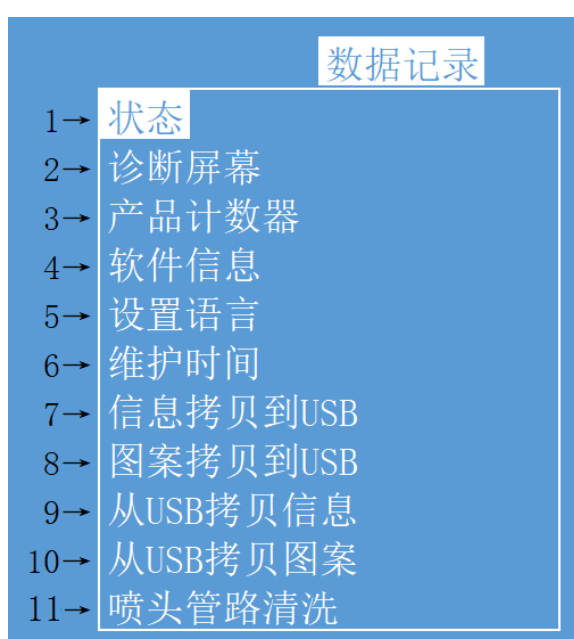 数据记录
1→ 状态
2→ 诊断屏幕
3→ 产品计数器
4→ 软件信息
5→ 设置语言
6→ 维护时间
7→ 信息拷贝到USB
8→ 图案拷贝到USB
9→ 从USB拷贝信息
10→ 从USB拷贝图案
11→ 喷头管路清洗